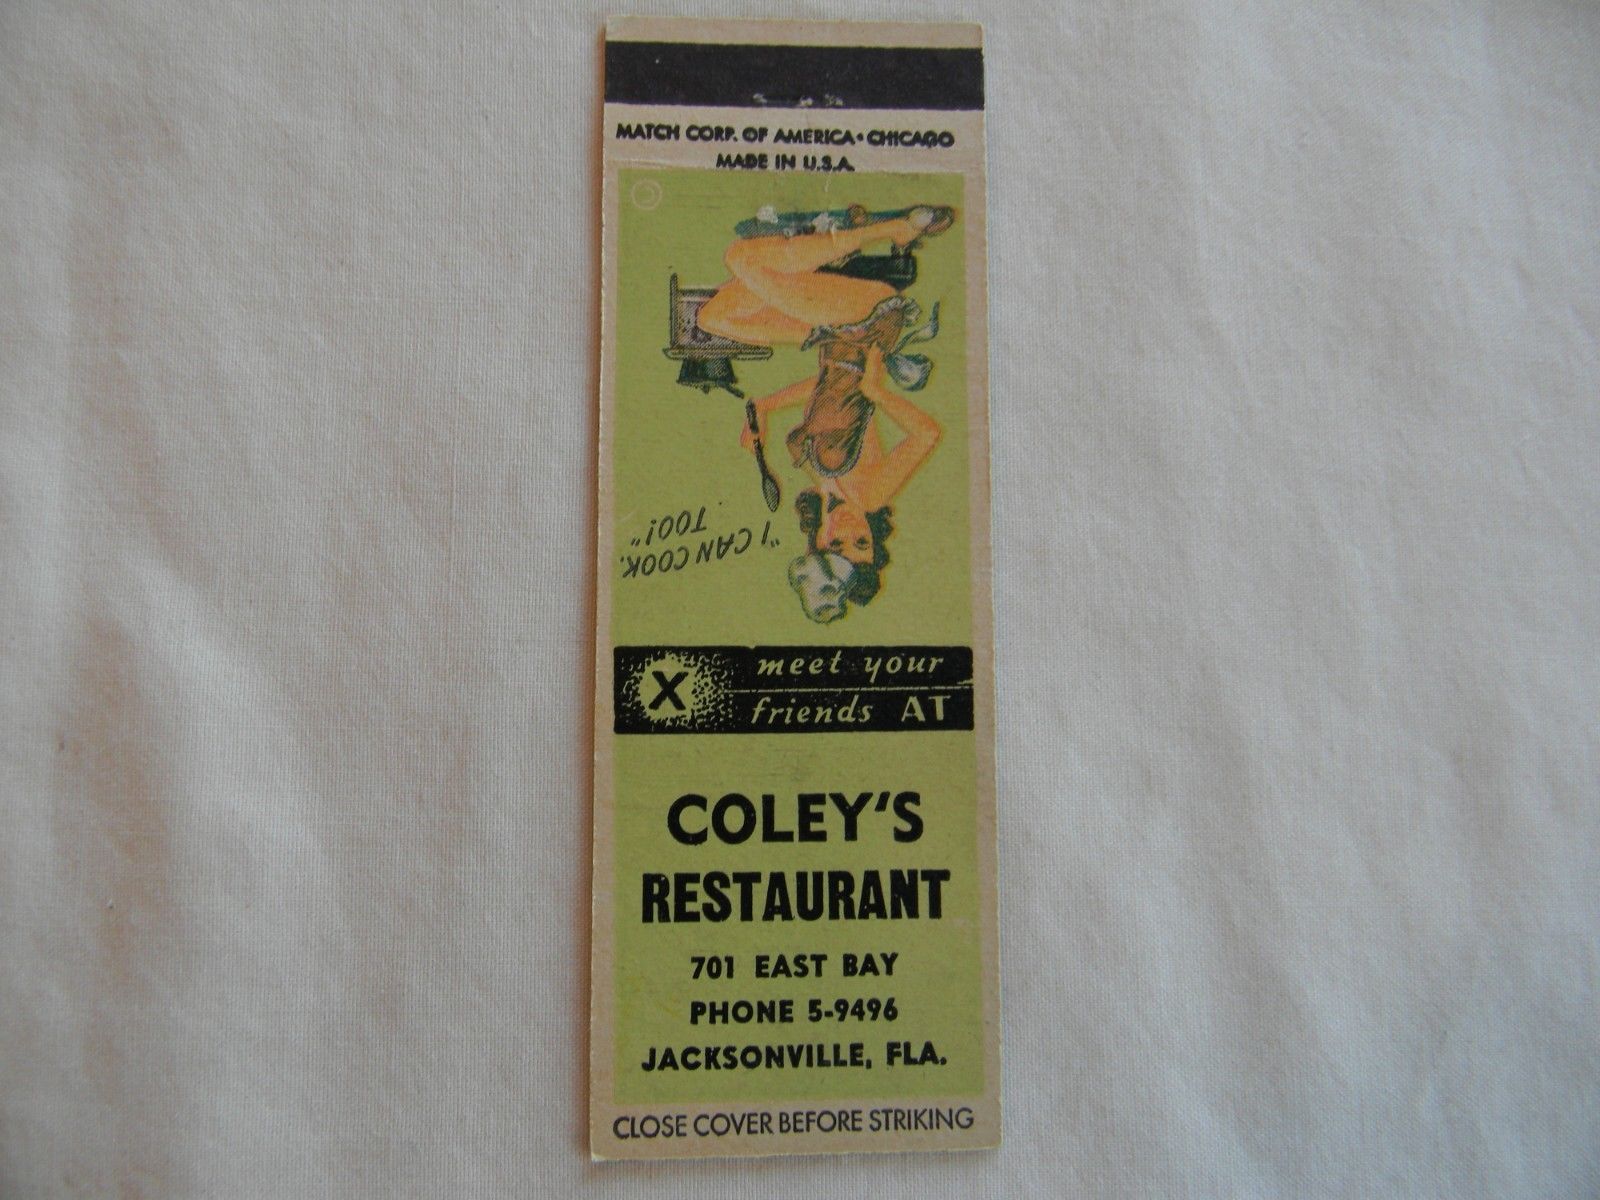 MATCH CORP. OF AMERICA • CHICAGO
MADE IN U.S.A.
"I CAN COOK,
TOO!"
X
meet your
friends AT
COLEY'S
RESTAURANT
701 EAST BAY
PHONE 5-9496
JACKSONVILLE, FLA.
CLOSE COVER BEFORE STRIKING